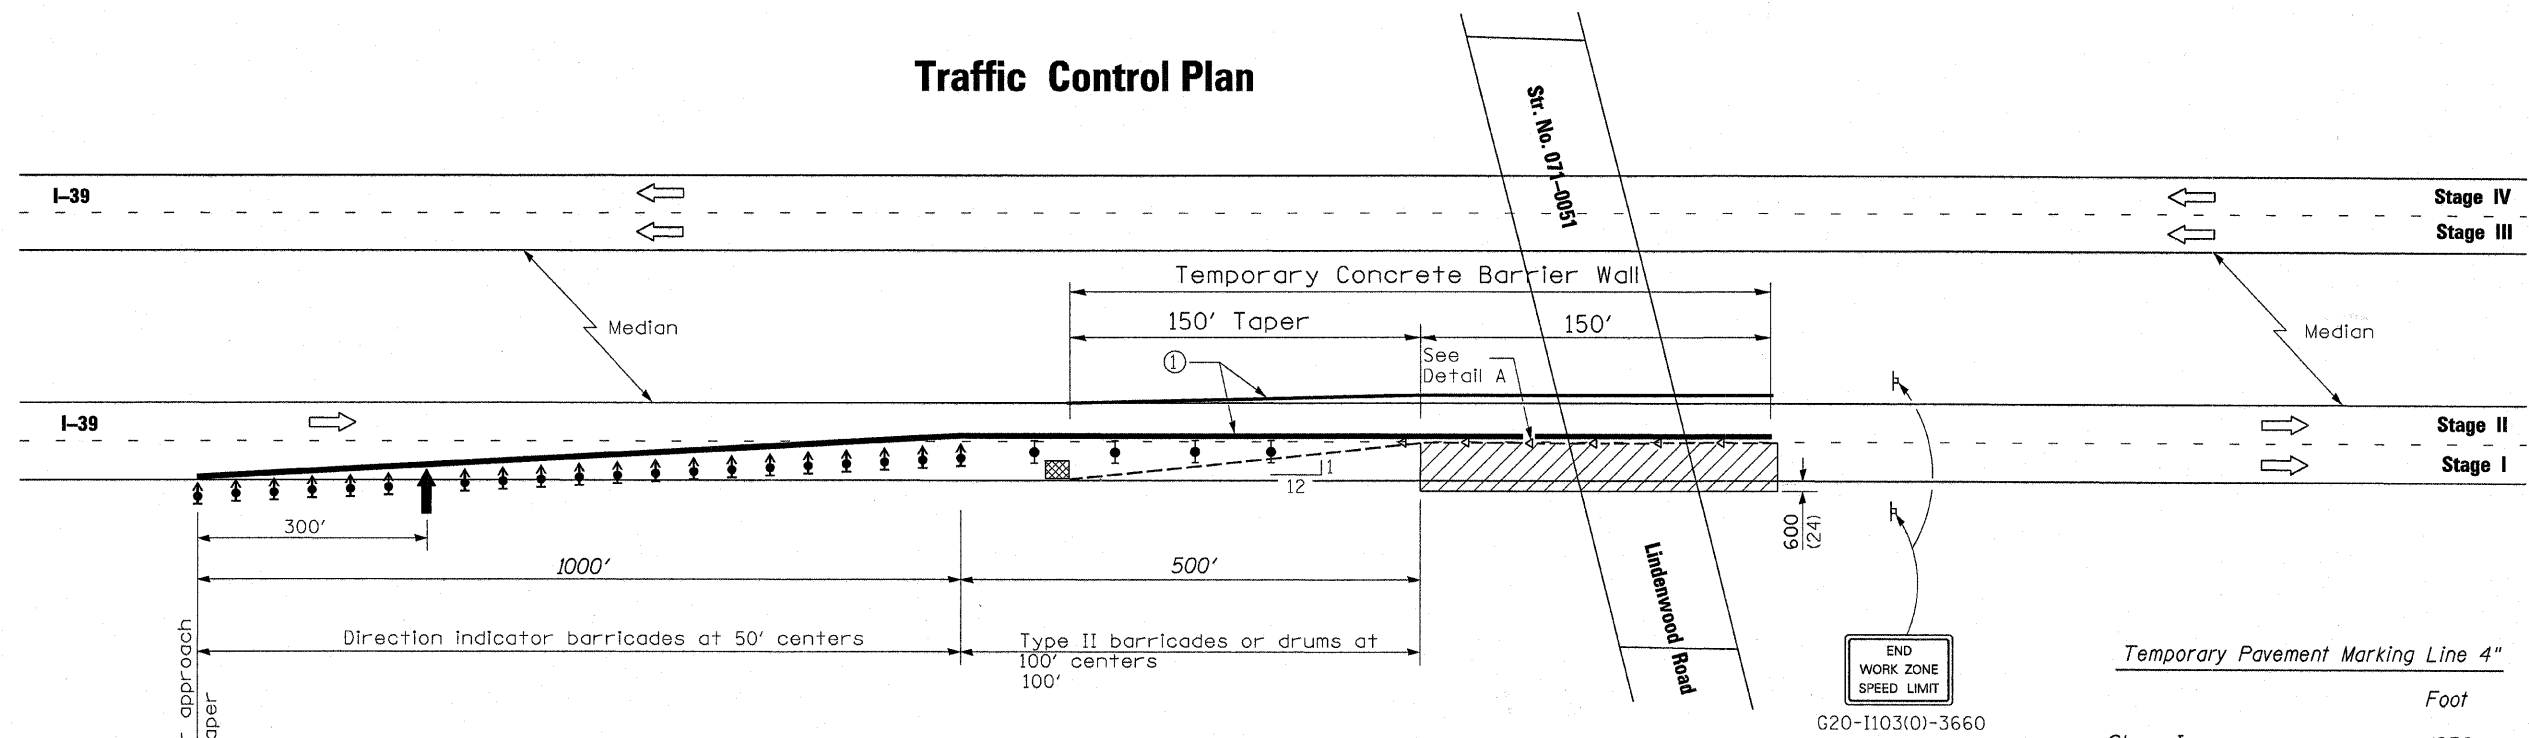 Traffic Control Plan
Str. No. 071-0051
I-39
Stage IV
Stage III
Temporary Concrete Barrier Wall
Median
150' Taper
150'
Median
1
See
Detail A
I-39
Stage II
Stage I
1
12
300'
600
(24)
1000'
500'
Lindenwood Road
Direction indicator barricades at 50' centers
Type II barricades or drums at
100' centers
100'
approach
END
WORK ZONE
SPEED LIMIT
G20-I103(0)-3660
Temporary Pavement Marking Line 4"
Foot